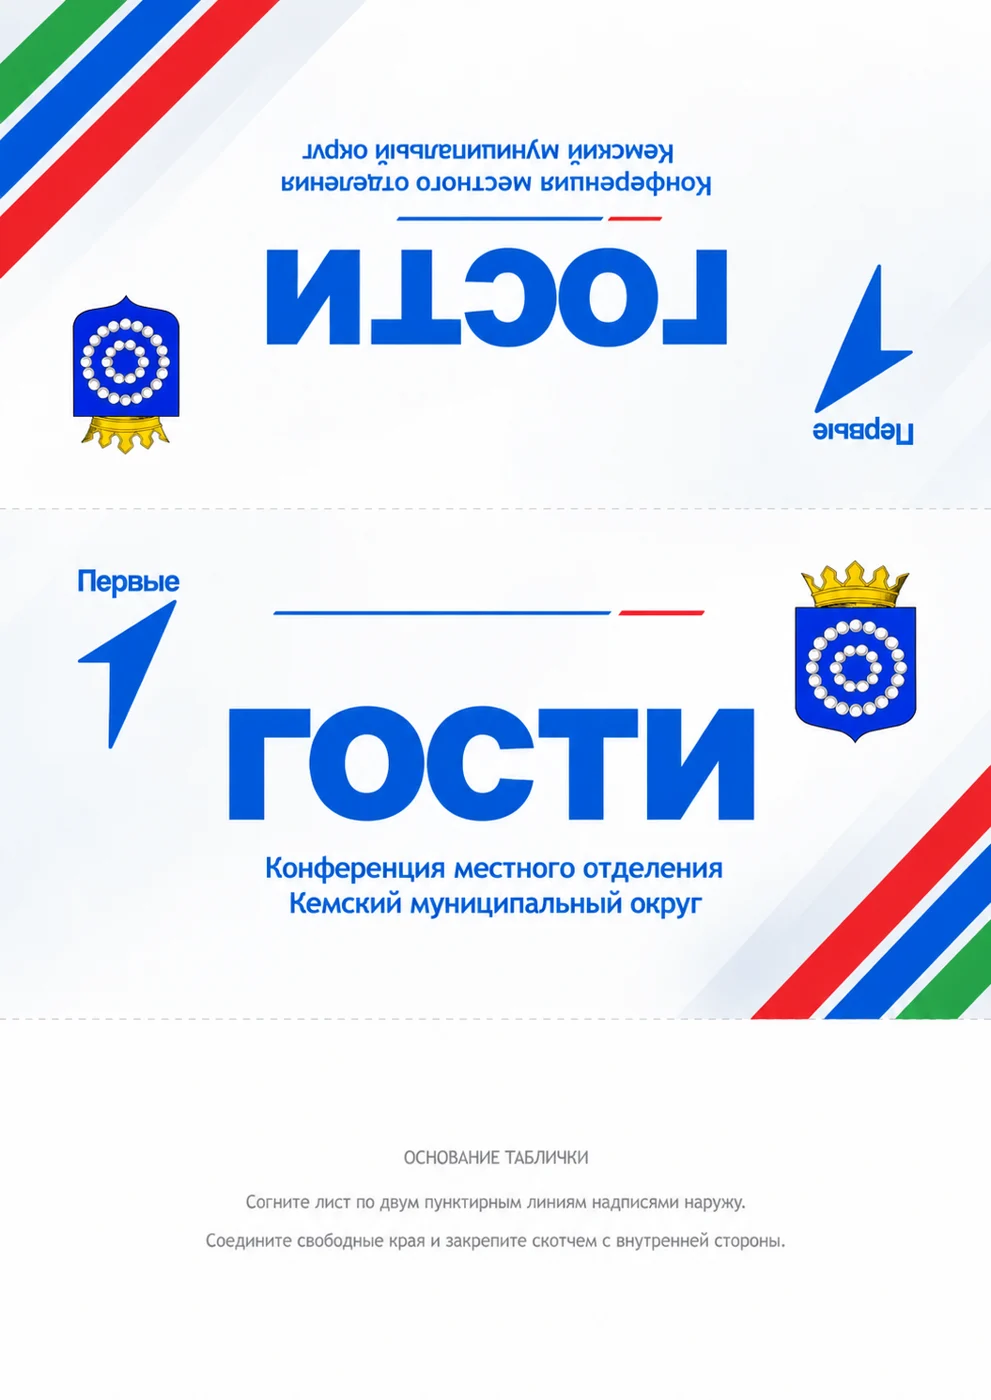 Кемский муниципальный округ
Конференция местного отделения
ГОСТИ
Первые
Первые
ГОСТИ
Конференция местного отделения
Кемский муниципальный округ
ОСНОВАНИЕ ТАБЛИЧКИ
Согните лист по двум пунктирным линиям надписями наружу.
Соедините свободные края и закрепите скотчем с внутренней стороны.